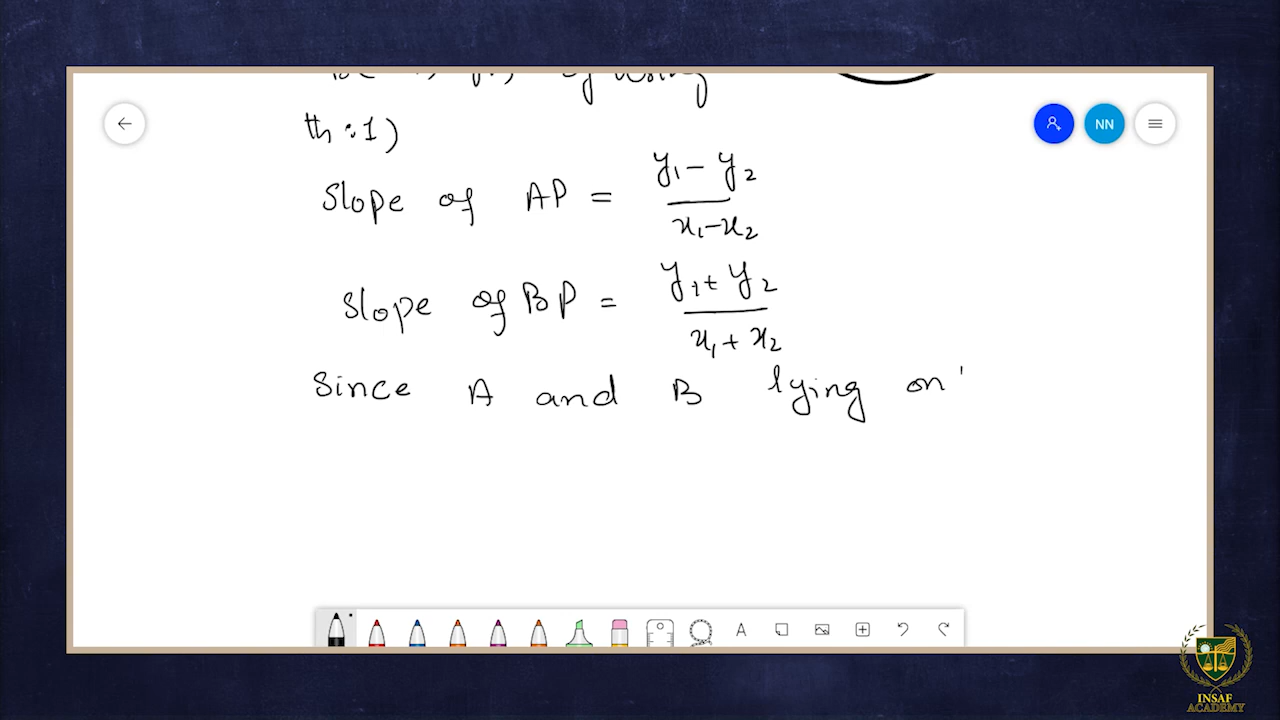 using
th :1)
Slope of AP = y₁ - y₂ / x₁ - x₂
Slope of BP = y₁ + y₂ / x₁ + x₂
Since A and B lying on
NN
A
INSAF
ACADEMY